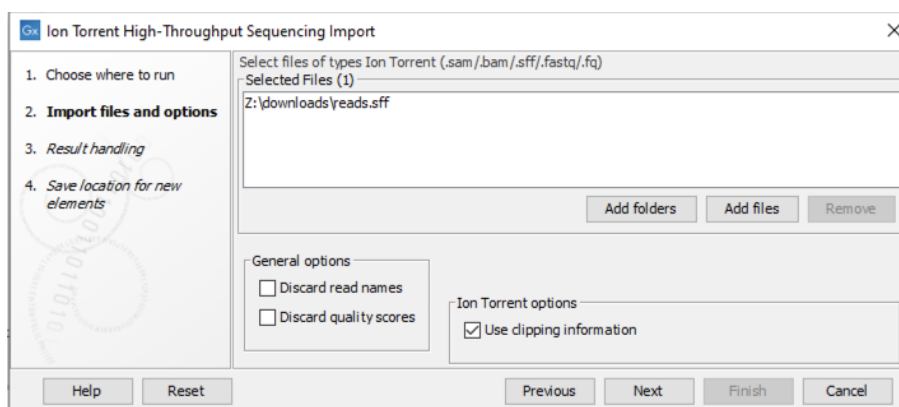 Gx Ion Torrent High-Throughput Sequencing Import
1. Choose where to run
2. Import files and options
3. Result handling
4. Save location for new
elements
Select files of types Ion Torrent (.sam/.bam/.sff/.fastq/.fq)
Selected Files (1)
Z:\downloads\reads.sff
Add folders
Add files
Remove
General options
Discard read names
Discard quality scores
Ion Torrent options
Use clipping information
Help
Reset
Previous
Next
Finish
Cancel